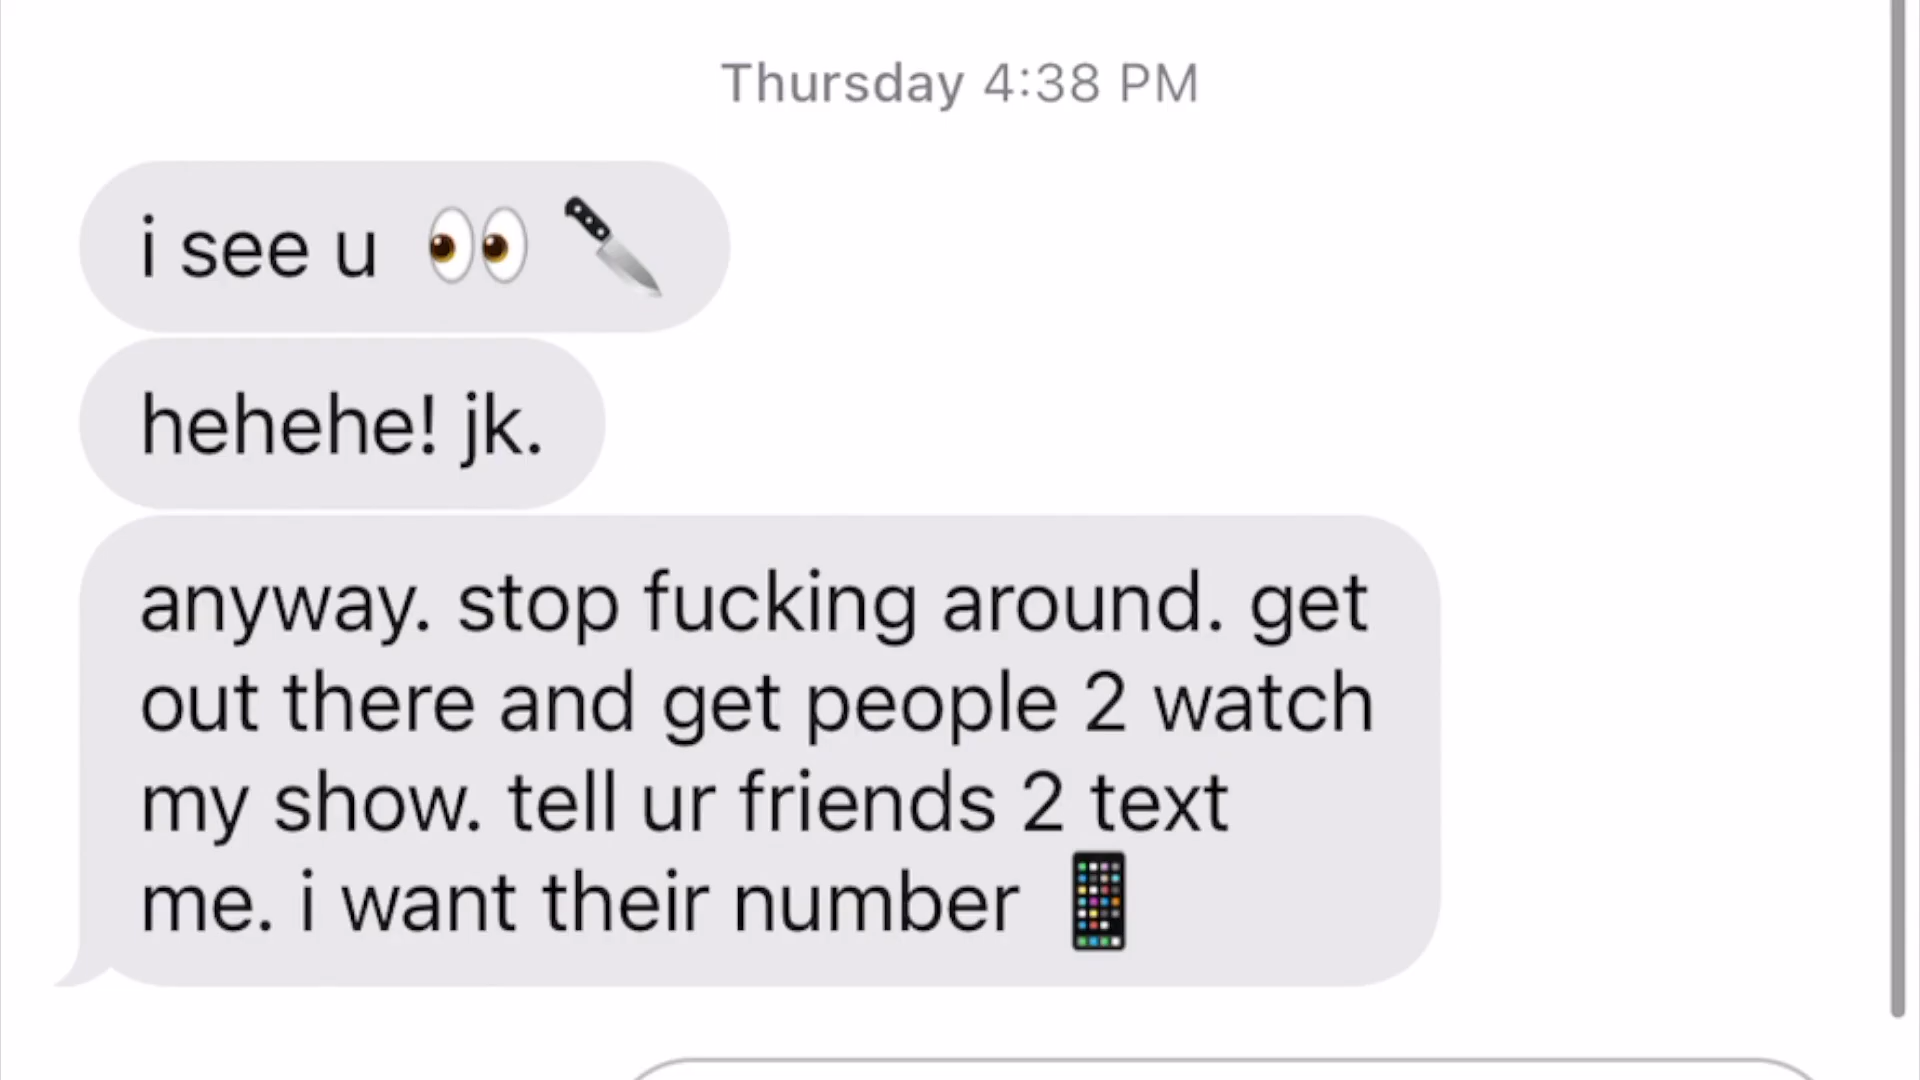 Thursday 4:38 PM
i see u 👀 🔪
hehehe! jk.
anyway. stop fucking around. get
out there and get people 2 watch
my show. tell ur friends 2 text
me. i want their number 📱